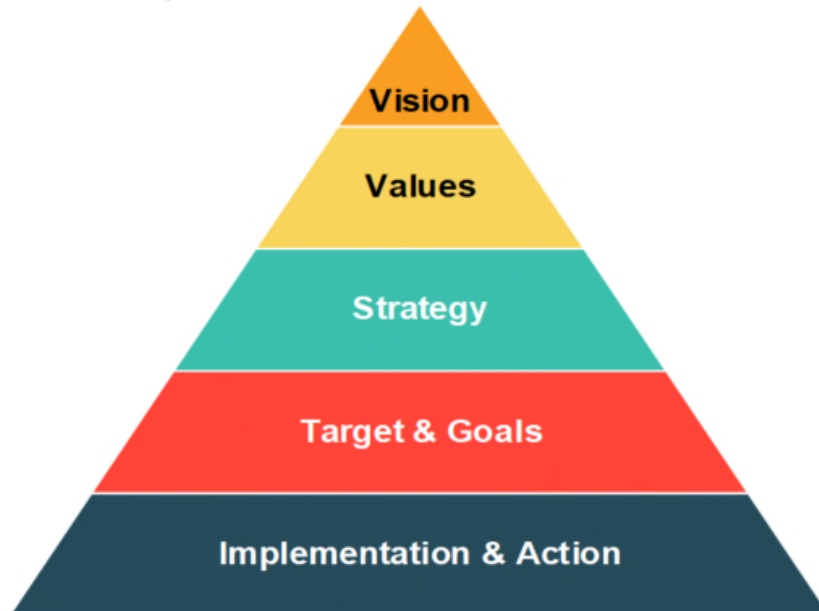 Vision
Values
Strategy
Target & Goals
Implementation & Action